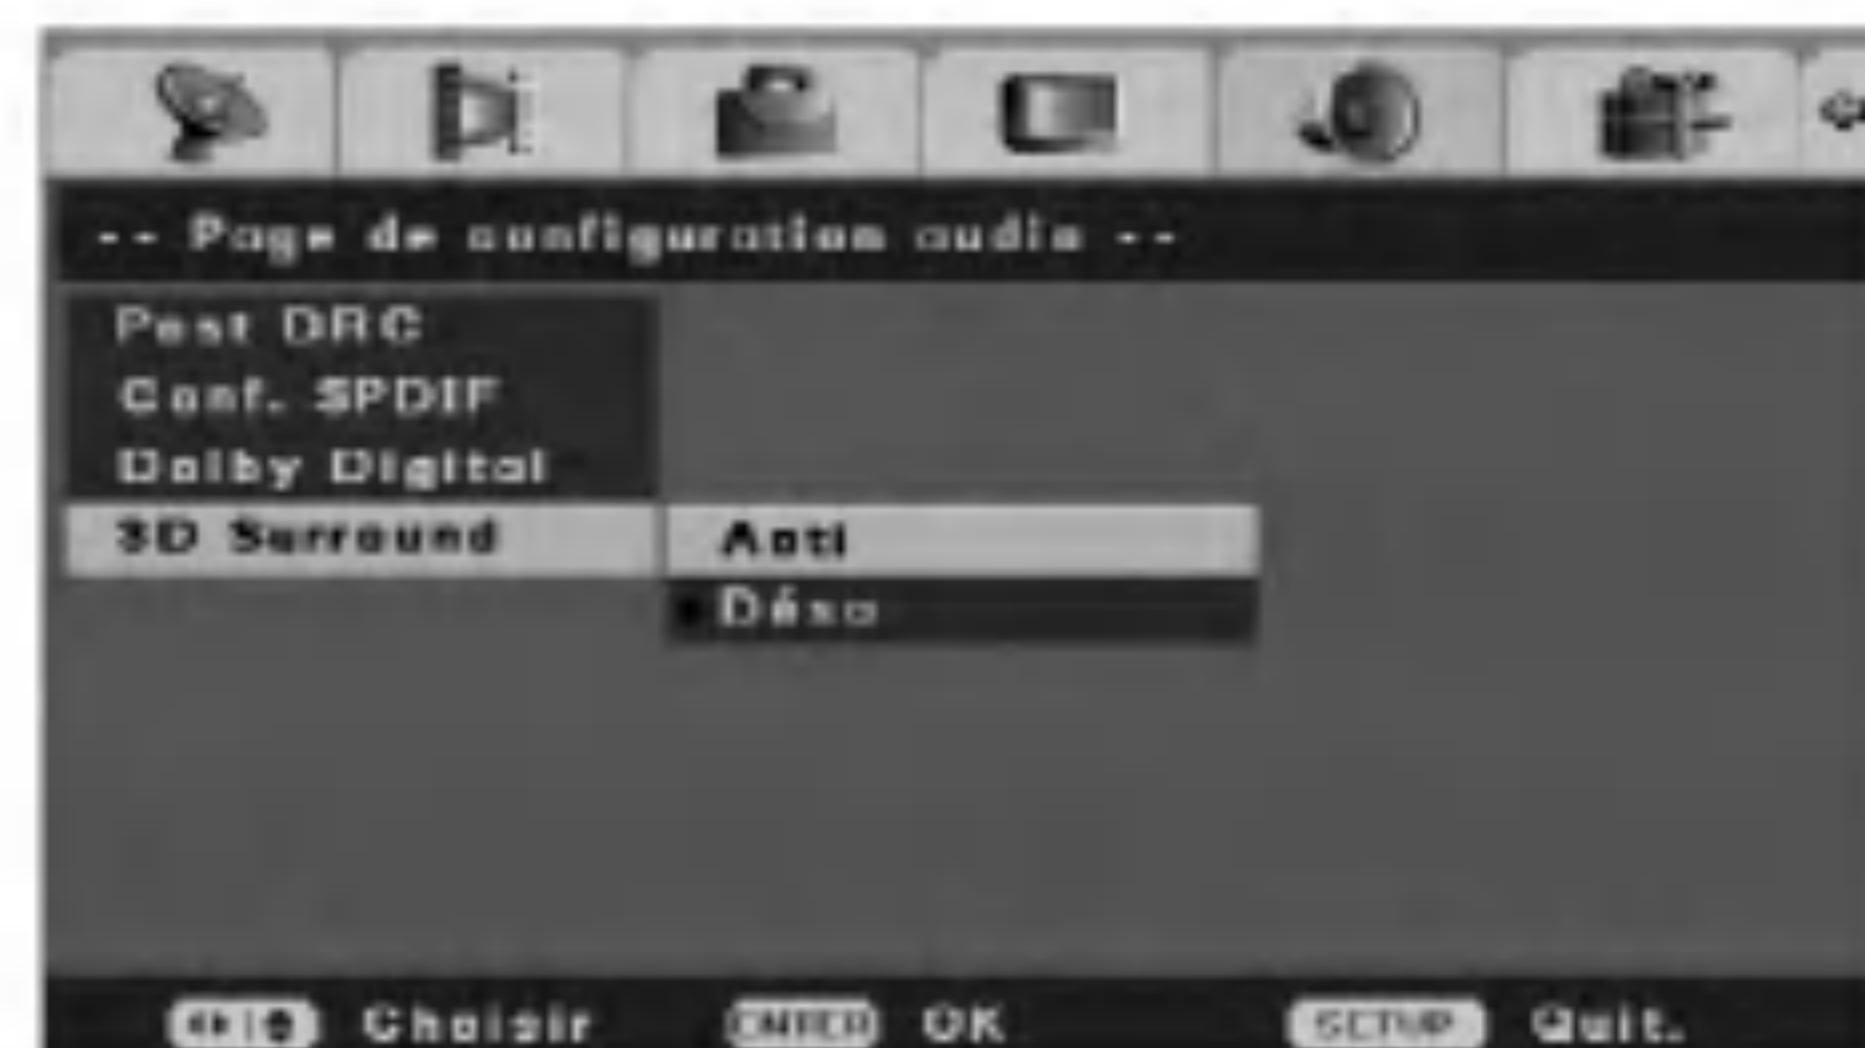 -- Page de configuration audio --
Post DRC
Conf. SPDIF
Dolby Digital
3D Surround
Acti
Désa
Choisir
ENTER OK
SETUP Quit.